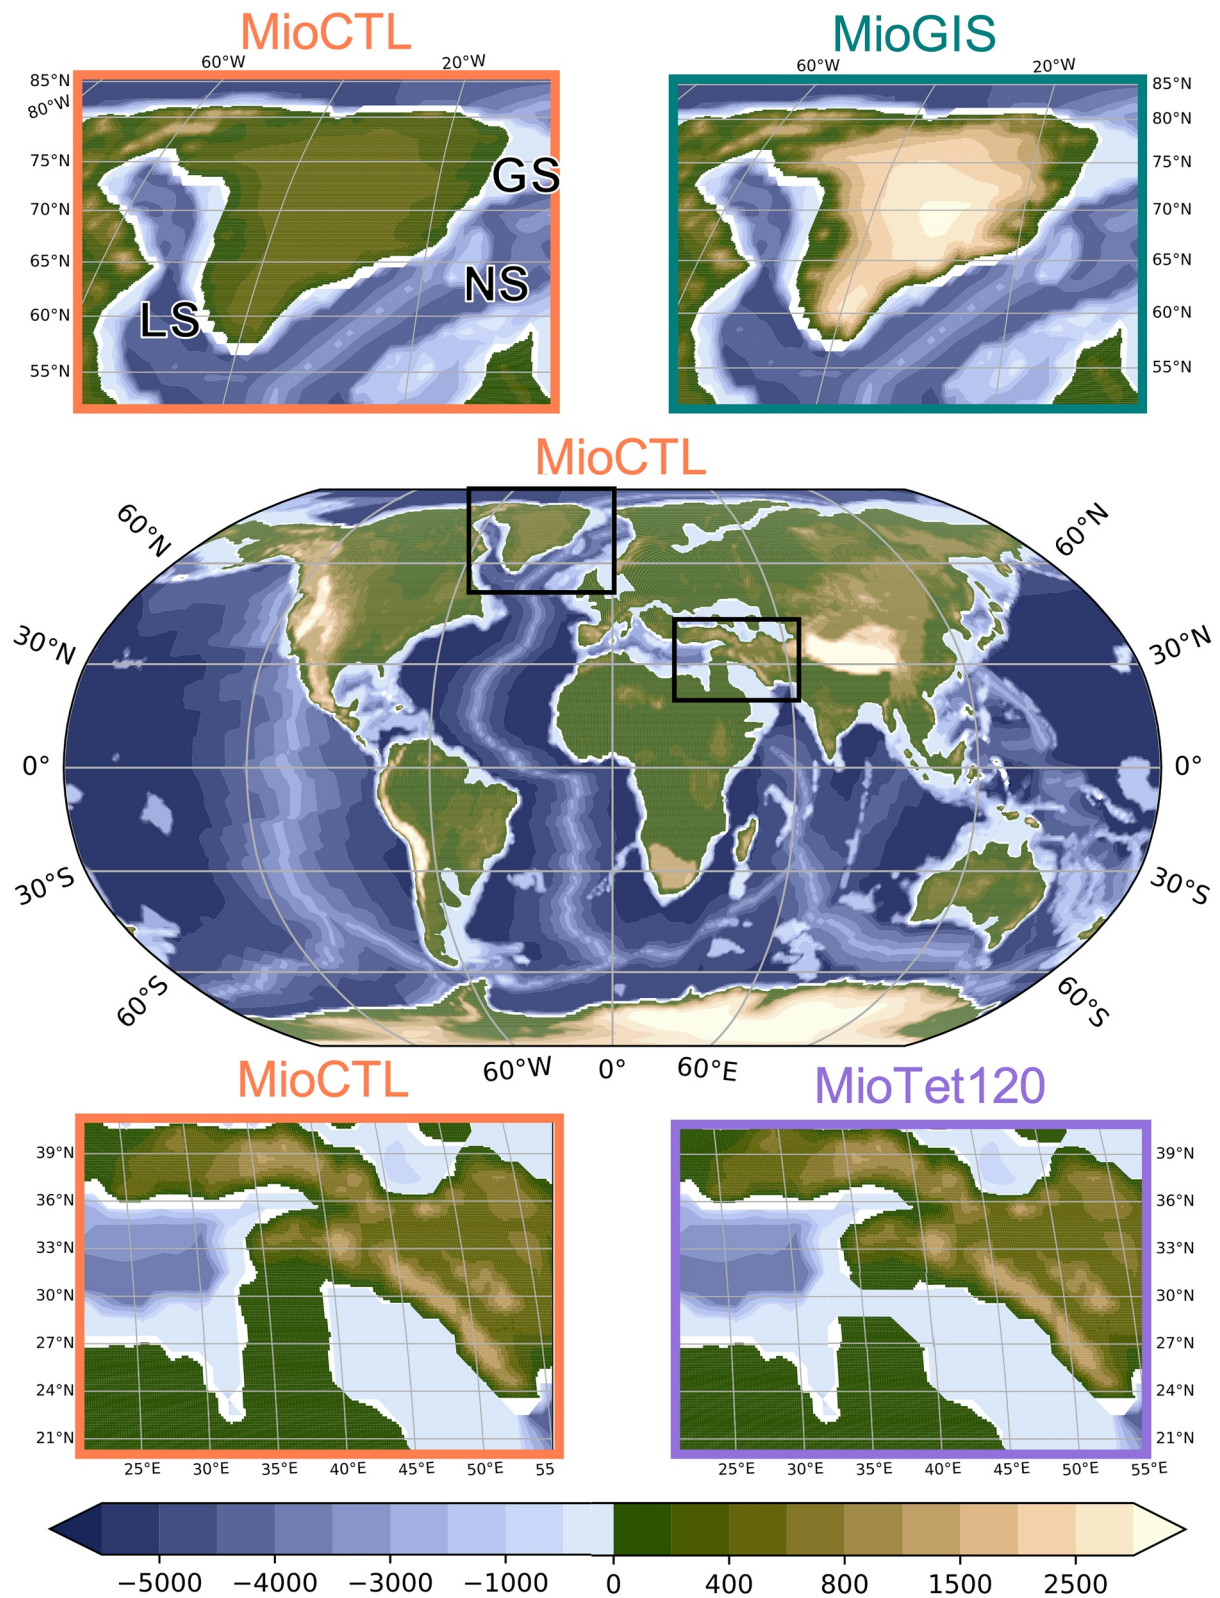 MioCTL
MioGIS
60°W 20°W
60°W 20°W
85°N
80°W
75°N
70°N
65°N
60°N
55°N
GS
NS
LS
85°N
80°N
75°N
70°N
65°N
60°N
55°N
MioCTL
60°N
60°N
30°N
30°N
0°
0°
30°S
30°S
60°S
60°S
60°W 0° 60°E
MioCTL
MioTet120
39°N
36°N
33°N
30°N
27°N
24°N
21°N
39°N
36°N
33°N
30°N
27°N
24°N
21°N
25°E 30°E 35°E 40°E 45°E 50°E 55
25°E 30°E 35°E 40°E 45°E 50°E 55°E
−5000 −4000 −3000 −1000 0 400 800 1500 2500